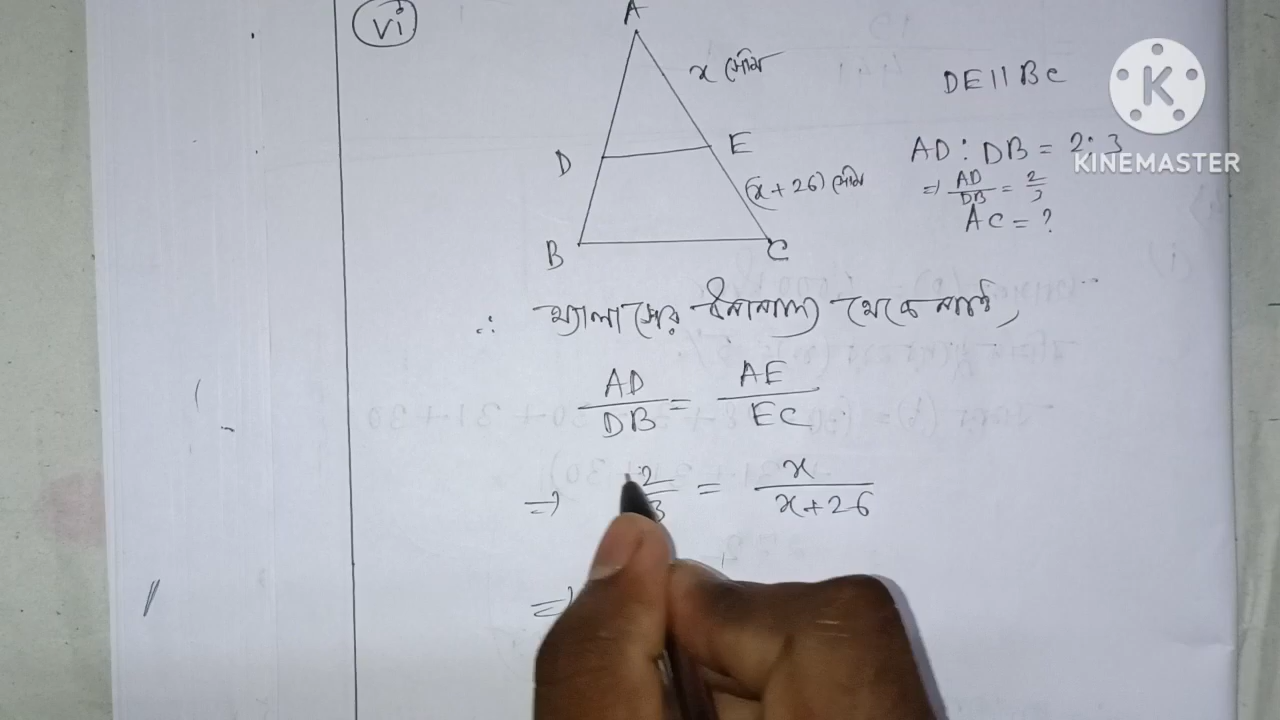 vi
A
x সেমি
DE || BC
K
D
E
AD : DB = 2 : 3
KINEMASTER
(x + 26) সেমি
⇒ AD/DB = 2/3
AC = ?
B
C
∴ থ্যালাসের উপপাদ্য থেকে পাই,
AD/DB = AE/EC
⇒ 2/3 = x/x+26
⇒